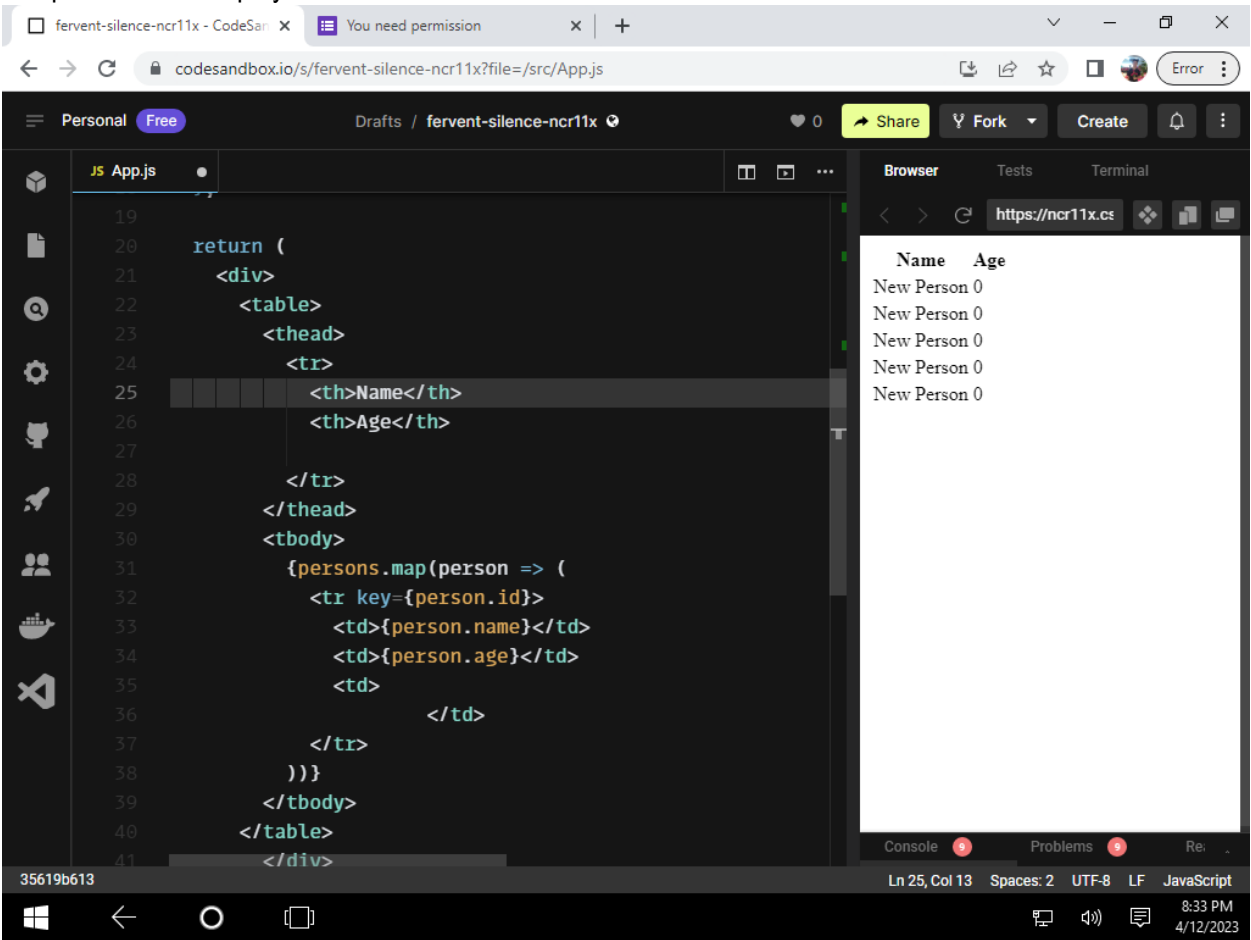 fervent-silence-ncr11x - CodeSan
You need permission
codesandbox.io/s/fervent-silence-ncr11x?file=/src/App.js
Error
Personal Free
Drafts / fervent-silence-ncr11x
0
Share
Fork
Create
JS App.js
Browser
Tests
Terminal
https://ncr11x.cs
19
20 return (
21 <div>
22 <table>
23 <thead>
24 <tr>
25 <th>Name</th>
26 <th>Age</th>
27
28 </tr>
29 </thead>
30 <tbody>
31 {persons.map(person => (
32 <tr key={person.id}>
33 <td>{person.name}</td>
34 <td>{person.age}</td>
35 <td>
36 </td>
37 </tr>
38 ))}
39 </tbody>
40 </table>
41 </div>
Name Age
New Person 0
New Person 0
New Person 0
New Person 0
New Person 0
Console 9
Problems 9
35619b613
Ln 25, Col 13 Spaces: 2 UTF-8 LF JavaScript
8:33 PM
4/12/2023